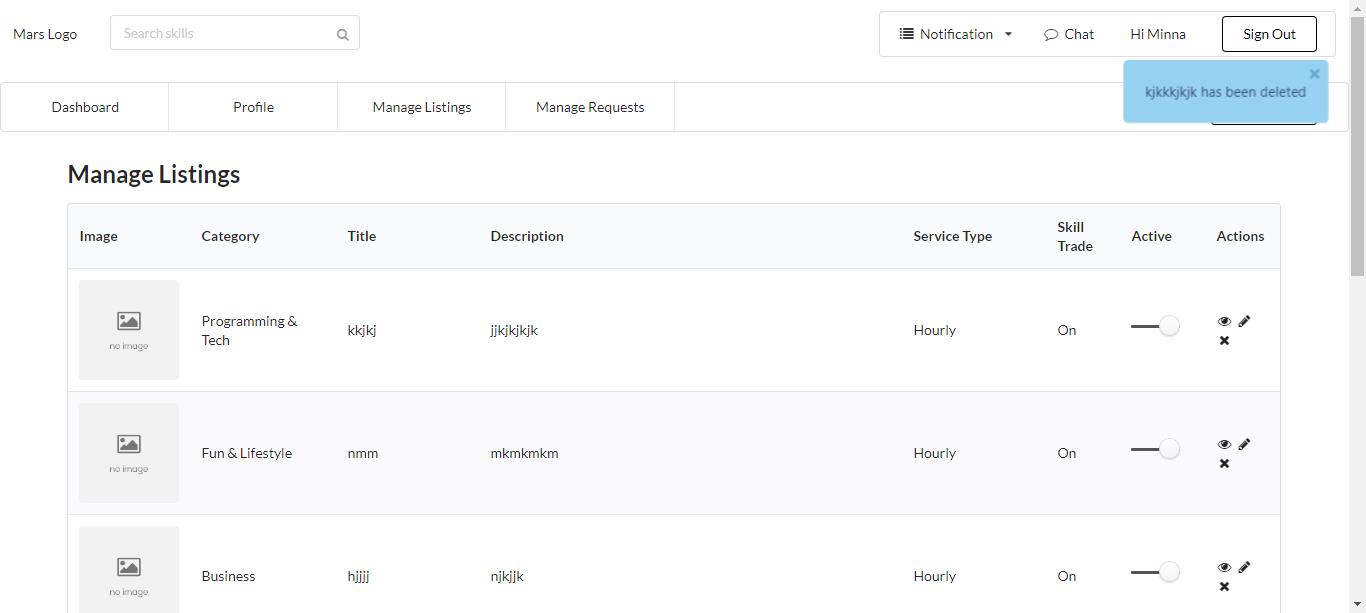 Mars Logo
Search skills
Notification
Chat
Hi Minna
Sign Out
kjkkkjkjk has been deleted
Dashboard
Profile
Manage Listings
Manage Requests
Manage Listings
Image
Category
Title
Description
Service Type
Skill
Trade
Active
Actions
no image
Programming &
Tech
kkjkj
jjkjkjkjk
Hourly
On
no image
Fun & Lifestyle
nmm
mkmkmkm
Hourly
On
no image
Business
hjjjj
njkjjk
Hourly
On